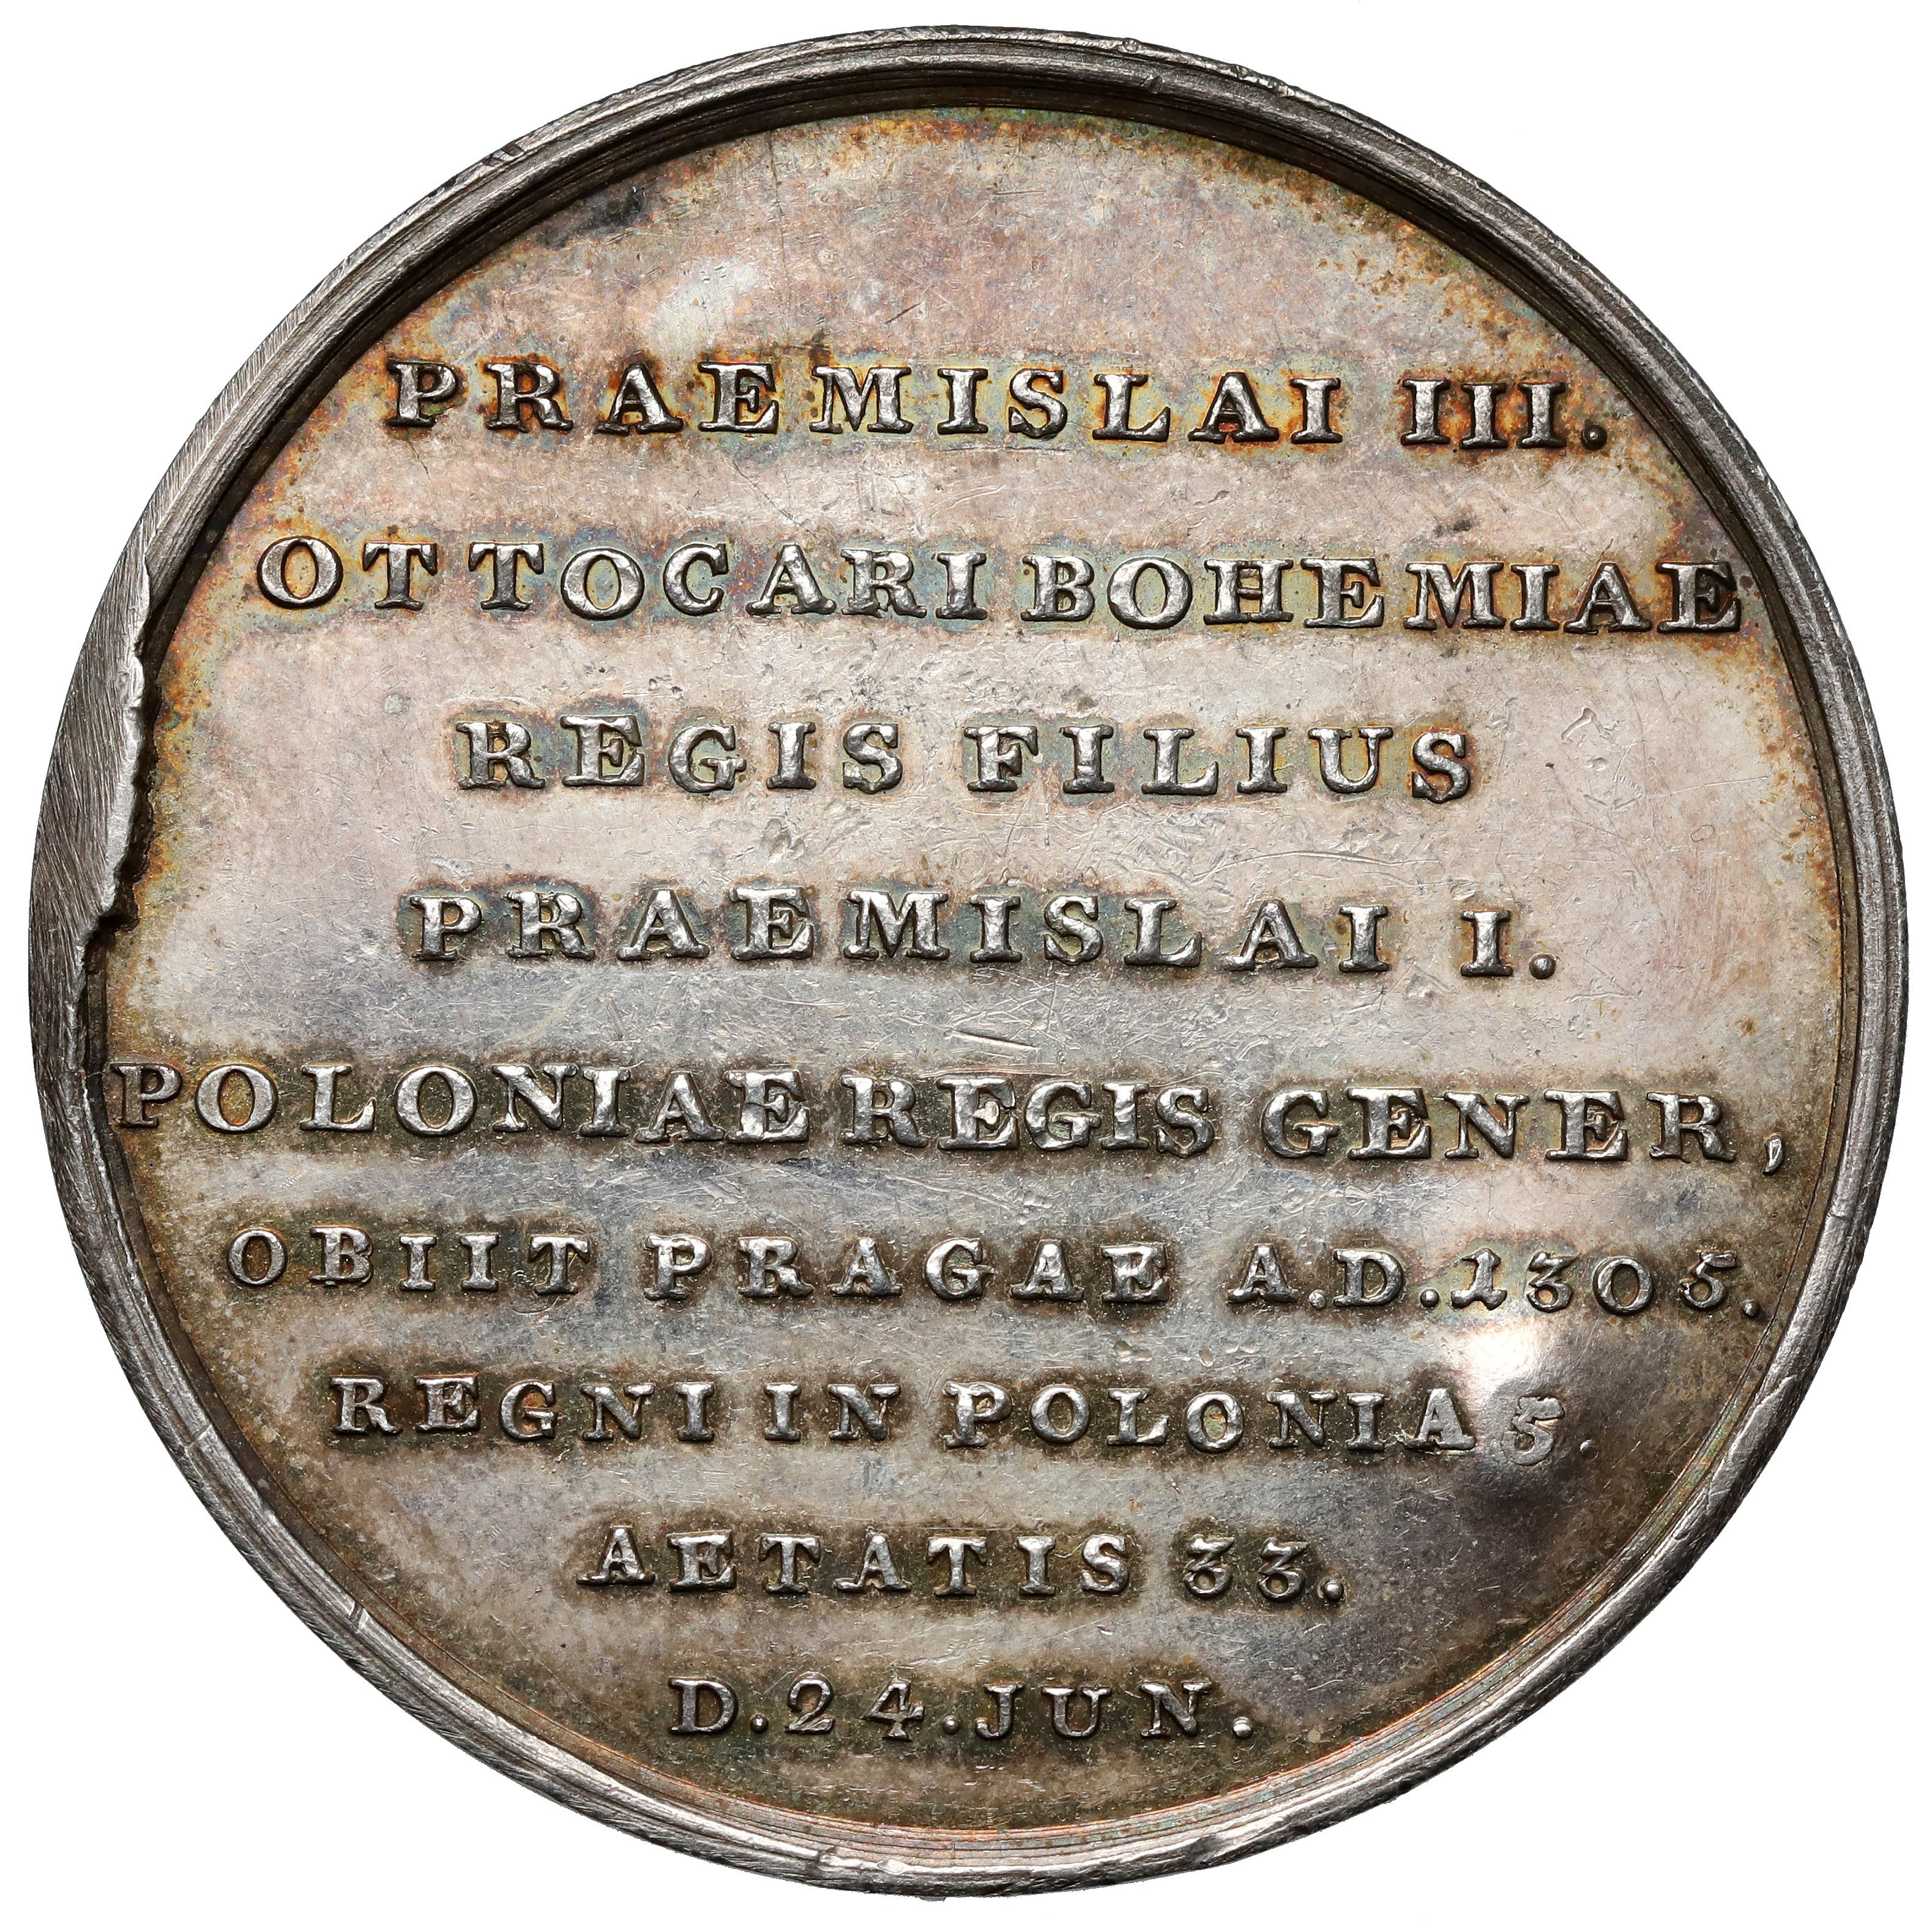 PRAEMISLAI III.
OTTOCARI BOHEMIAE
REGIS FILIUS
PRAEMISLAI I.
POLONIAE REGIS GENER,
OBIIT PRAGAE A.D.1305.
REGNI IN POLONIA 5.
AETATIS 33.
D.24.JUN.